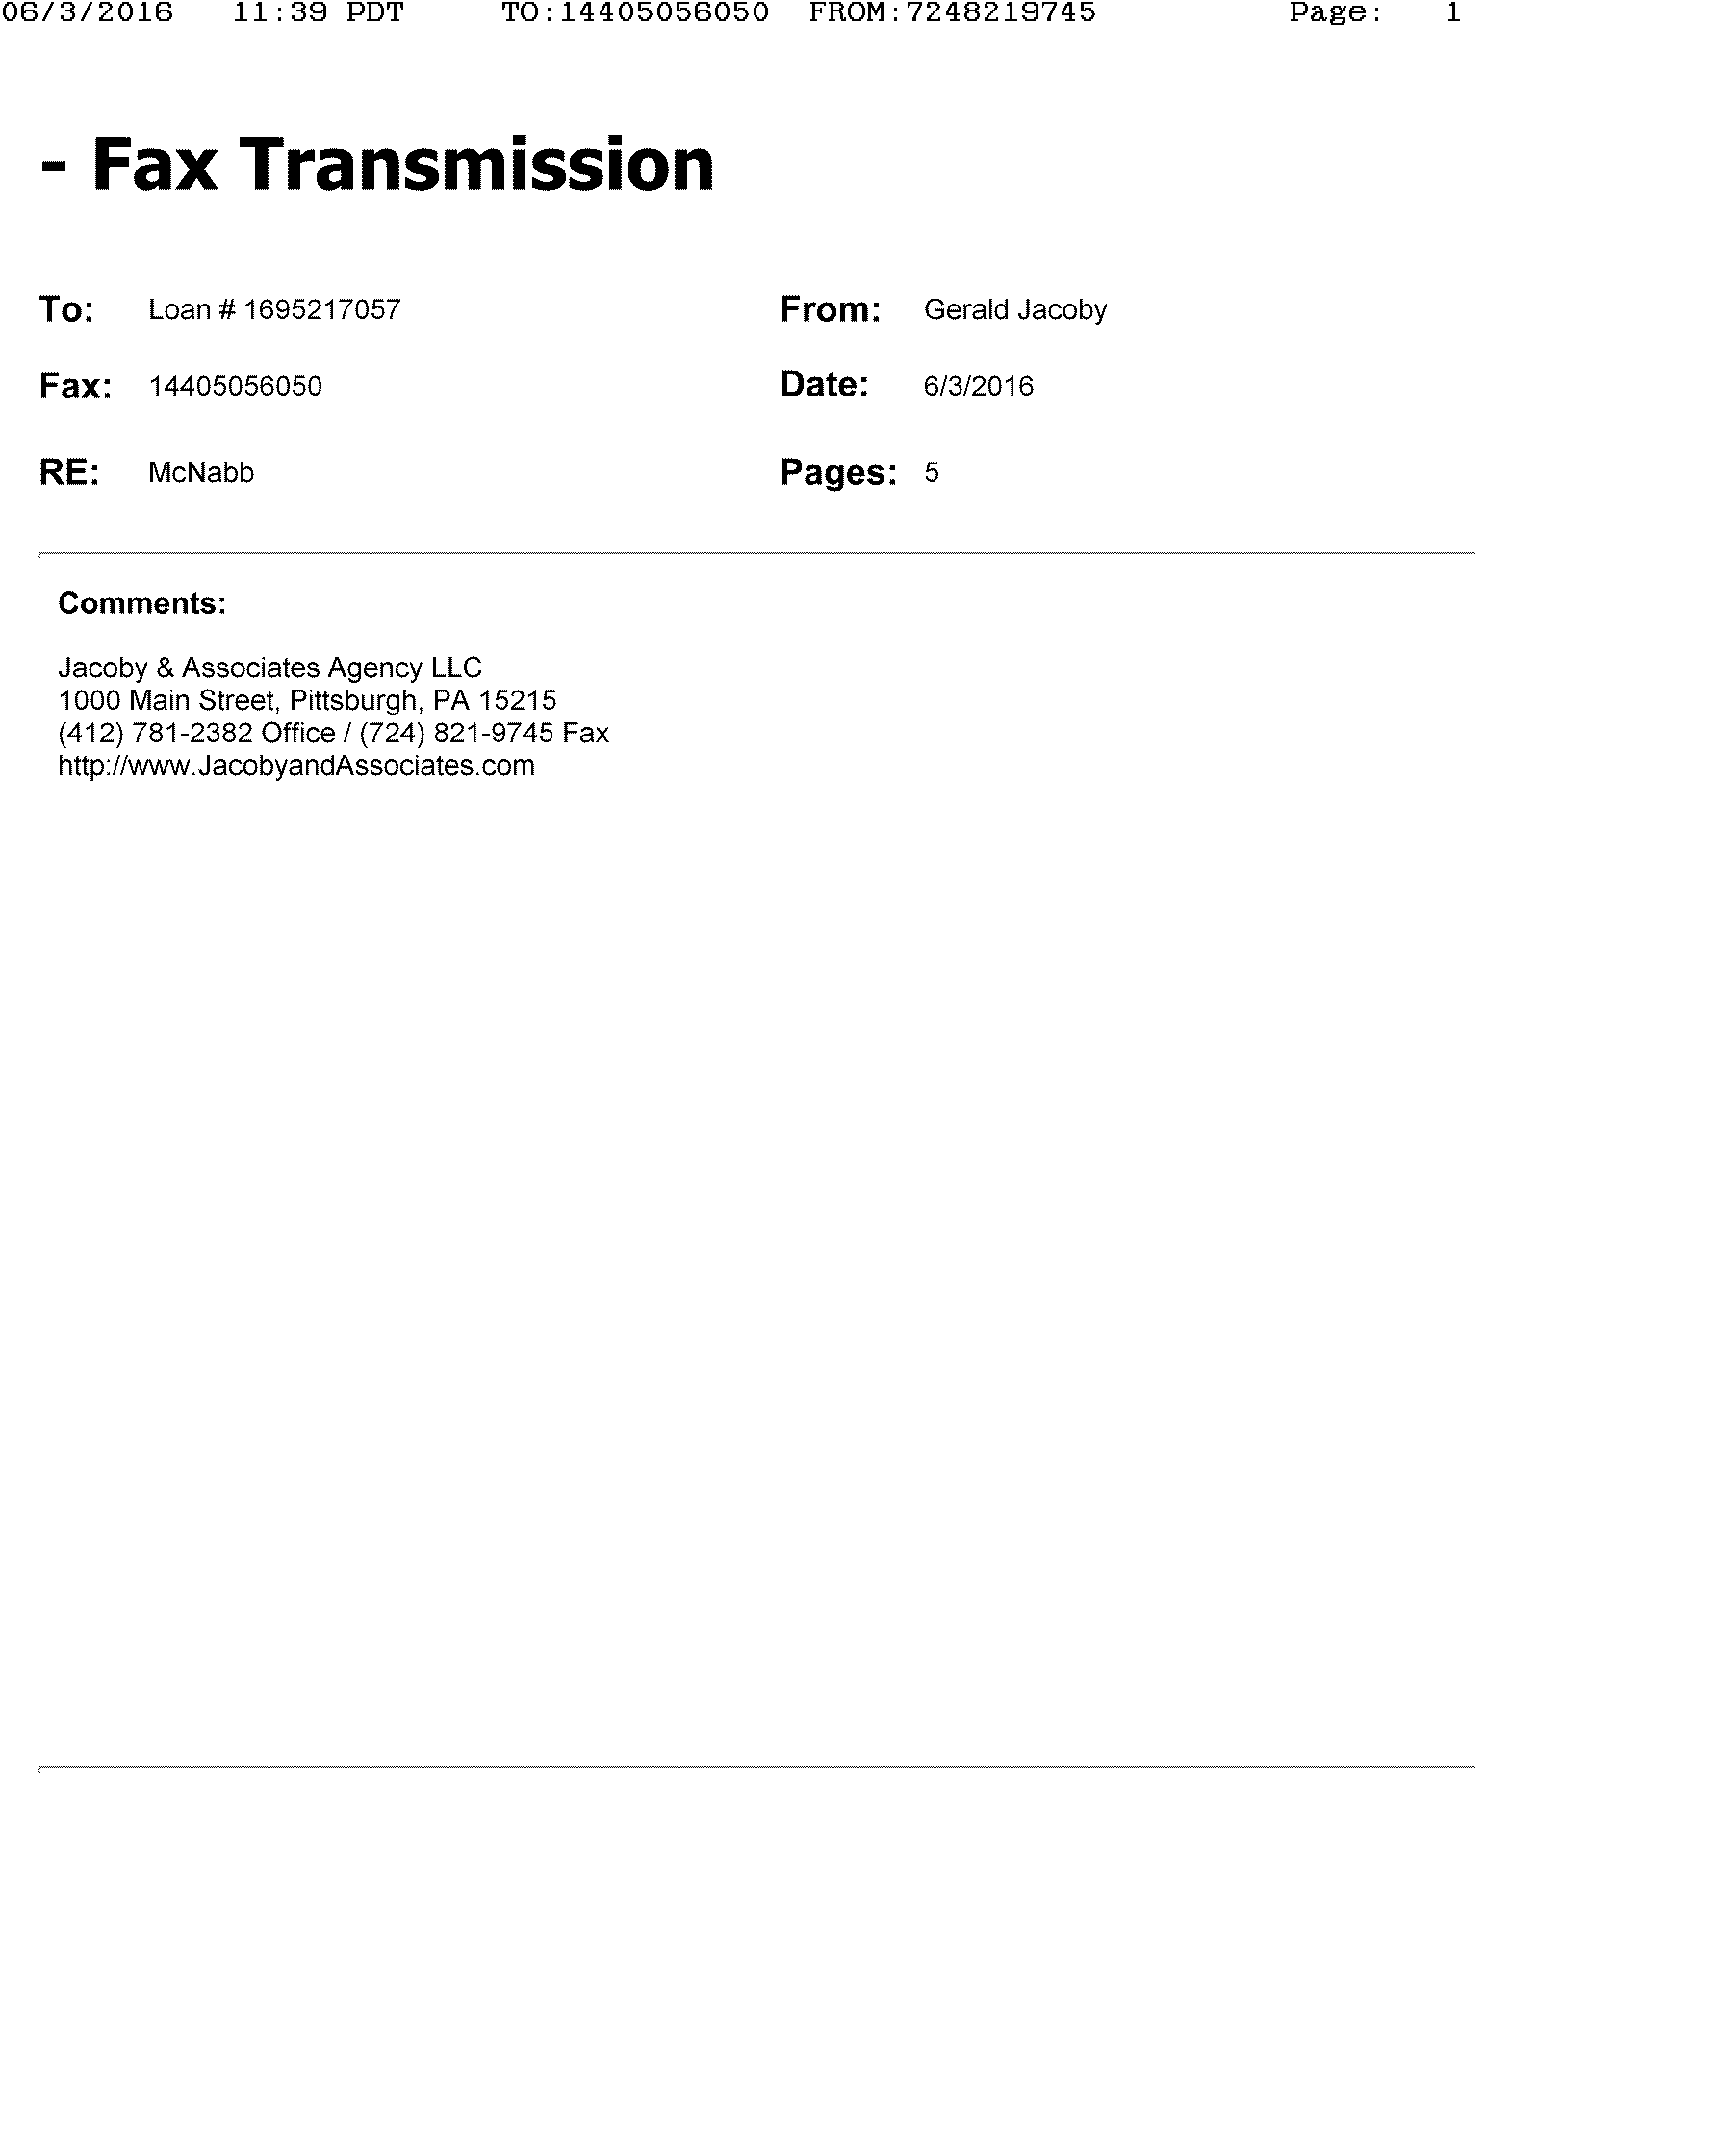 06/3/2016 11:39 PDT TO:14405056050 FROM:7248219745 Page: 1
- Fax Transmission
To: Loan # 1695217057 From: Gerald Jacoby
Fax: 14405056050 Date: 6/3/2016
RE: McNabb Pages: 5
Comments:
Jacoby & Associates Agency LLC
1000 Main Street, Pittsburgh, PA 15215
(412) 781-2382 Office / (724) 821-9745 Fax
http://www.JacobyandAssociates.com